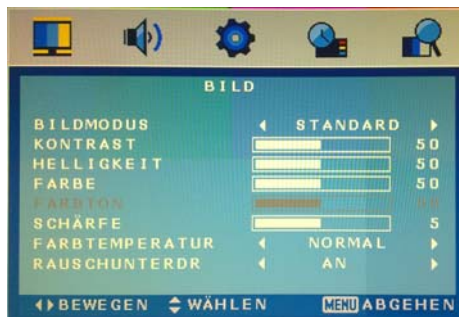 BILD
BILDMODUS STANDARD
KONTRAST 50
HELLIGKEIT 50
FARBE 50
FARBTON 50
SCHÄRFE 5
FARBTEMPERATUR NORMAL
RAUSCHUNTERDR AN
BEWEGEN WÄHLEN MENU ABGEHEN